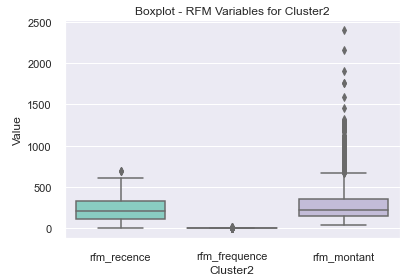 Boxplot - RFM Variables for Cluster2
2500
2000
1500
1000
500
0
Value
rfm_recence
rfm_frequence
rfm_montant
Cluster2